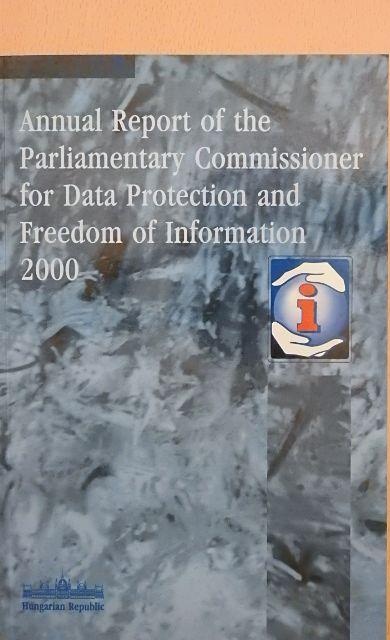 Annual Report of the
Parliamentary Commissioner
for Data Protection and
Freedom of Information
2000
i
Hungarian Republic